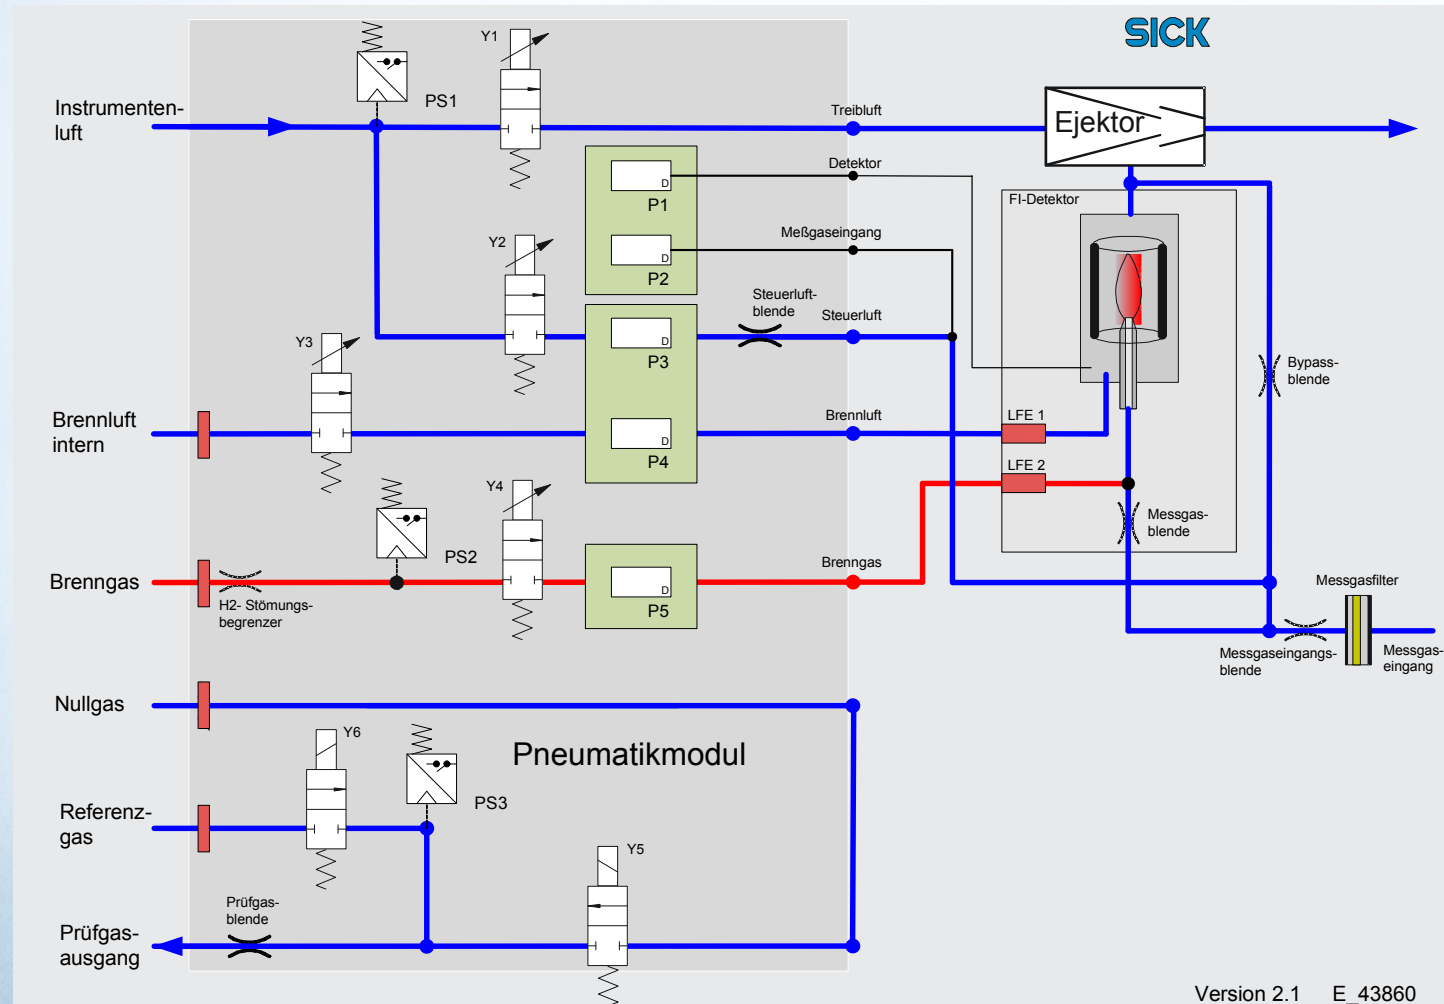 SICK
Y1
PS1
Instrumenten-
luft
Treibluft
Ejektor
Detektor
D
P1
FI-Detektor
Y2
Meßgaseingang
D
P2
Steuerluft-
blende
Steuerluft
D
P3
Y3
Bypass-
blende
Brennluft
intern
Brennluft
LFE 1
D
P4
LFE 2
Y4
Messgas-
blende
PS2
Brenngas
Brenngas
D
P5
H2- Stömungs-
begrenzer
Messgasfilter
Messgaseingangs-
blende
Messgas-
eingang
Nullgas
Y6
Pneumatikmodul
PS3
Referenz-
gas
Y5
Prüfgas-
blende
Prüfgas-
ausgang
Version 2.1 E_43860